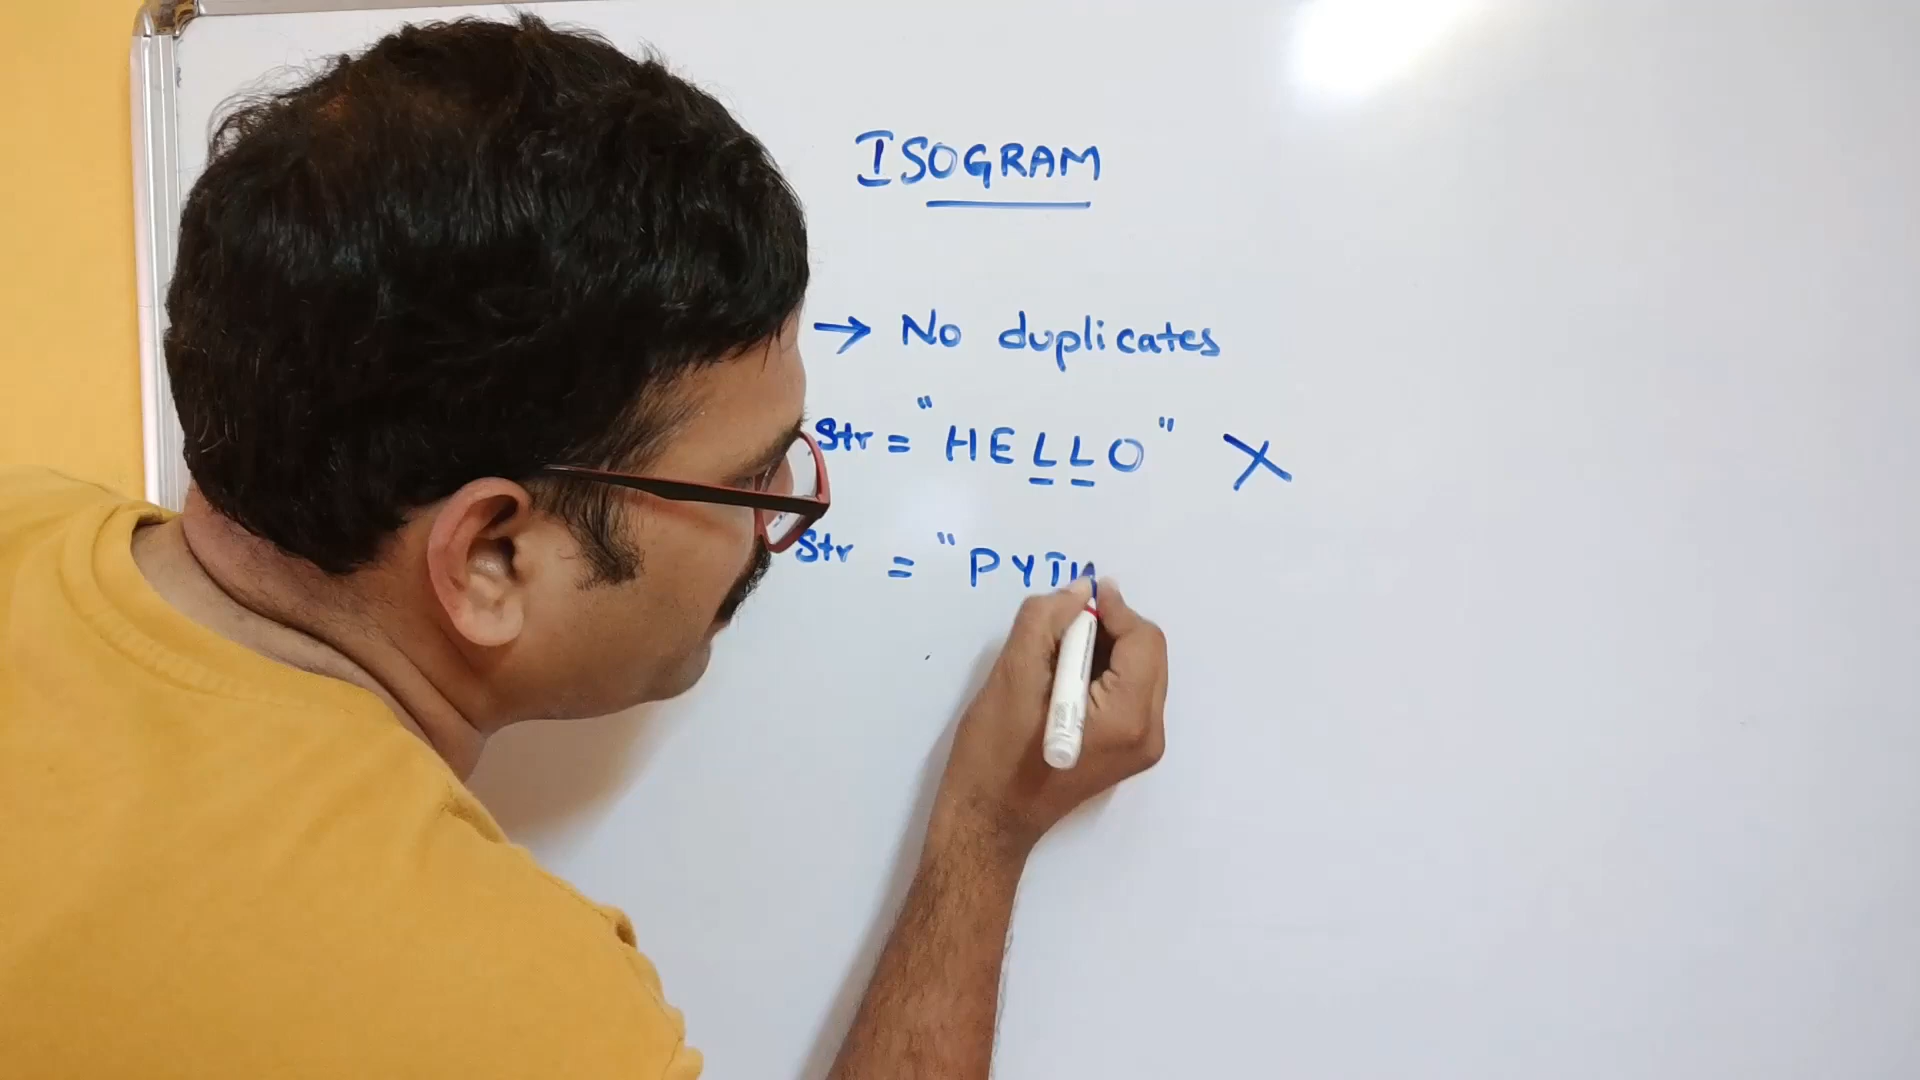 ISOGRAM
→ No duplicates
Str = "HELLO" X
Str = "PYTH